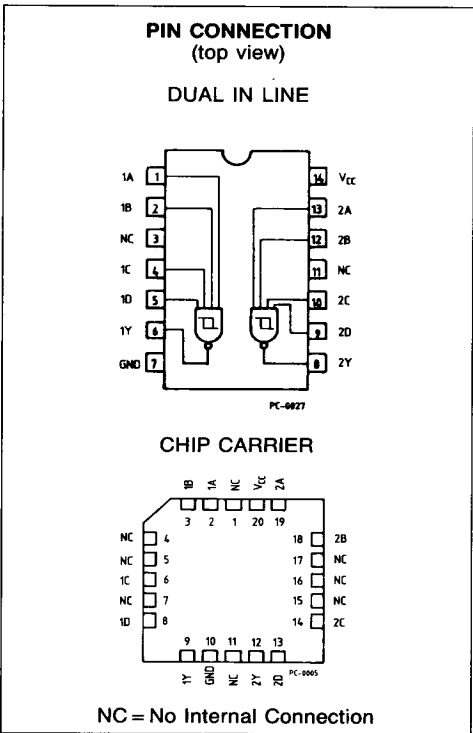 PIN CONNECTION
(top view)
DUAL IN LINE
1A 1 14 VCC
1B 2 13 2A
NC 3 12 2B
1C 4 11 NC
1D 5 10 2C
1Y 6 9 2D
GND 7 8 2Y
PC-0027
CHIP CARRIER
1B 1A NC VCC 2A
3 2 1 20 19
NC 4 18 2B
NC 5 17 NC
1C 6 16 NC
NC 7 15 NC
1D 8 14 2C
9 10 11 12 13
1Y GND NC 2Y 2D
PC-0005
NC = No Internal Connection